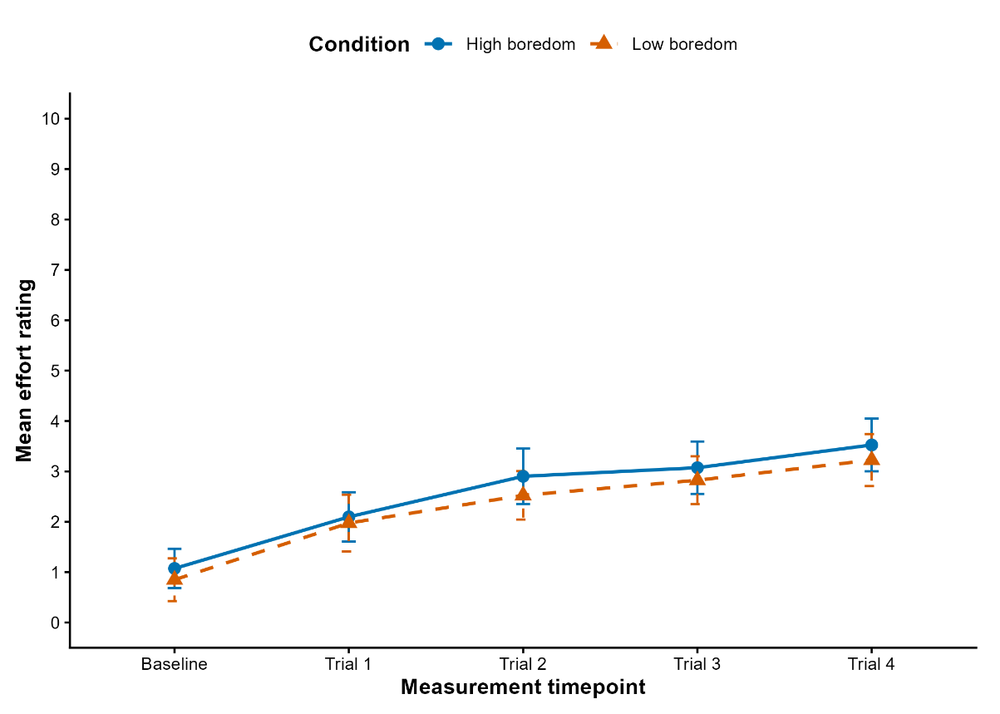 Condition High boredom Low boredom
10
9
8
7
6
5
4
3
2
1
0
Mean effort rating
Baseline Trial 1 Trial 2 Trial 3 Trial 4
Measurement timepoint